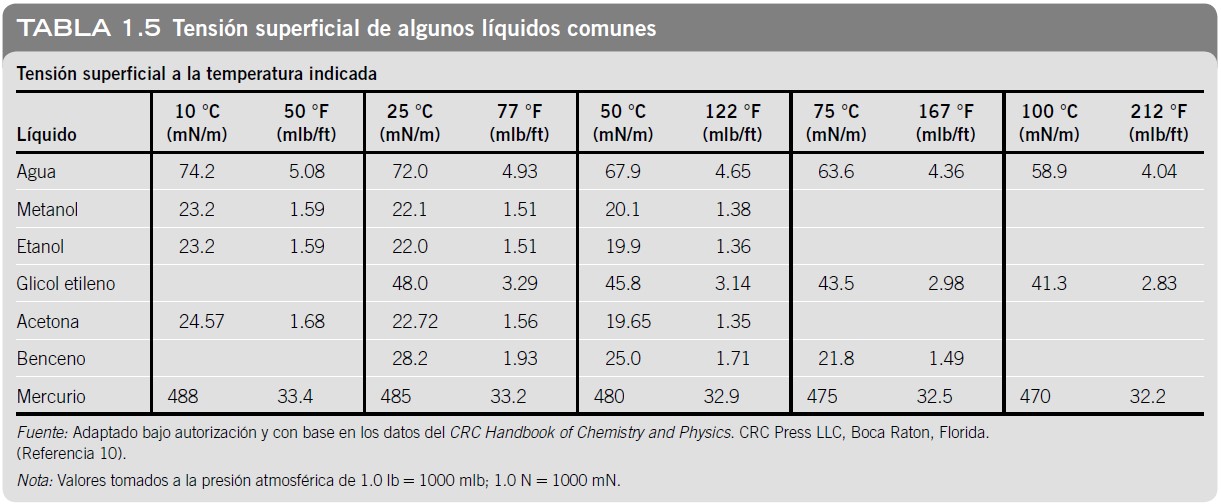 TABLA 1.5 Tensión superficial de algunos líquidos comunes
Tensión superficial a la temperatura indicada
10 °C 50 °F 25 °C 77 °F 50 °C 122 °F 75 °C 167 °F 100 °C 212 °F
Líquido (mN/m) (mlb/ft) (mN/m) (mlb/ft) (mN/m) (mlb/ft) (mN/m) (mlb/ft) (mN/m) (mlb/ft)
Agua 74.2 5.08 72.0 4.93 67.9 4.65 63.6 4.36 58.9 4.04
Metanol 23.2 1.59 22.1 1.51 20.1 1.38
Etanol 23.2 1.59 22.0 1.51 19.9 1.36
Glicol etileno 48.0 3.29 45.8 3.14 43.5 2.98 41.3 2.83
Acetona 24.57 1.68 22.72 1.56 19.65 1.35
Benceno 28.2 1.93 25.0 1.71 21.8 1.49
Mercurio 488 33.4 485 33.2 480 32.9 475 32.5 470 32.2
Fuente: Adaptado bajo autorización y con base en los datos del CRC Handbook of Chemistry and Physics. CRC Press LLC, Boca Raton, Florida.
(Referencia 10).
Nota: Valores tomados a la presión atmosférica de 1.0 lb = 1000 mlb; 1.0 N = 1000 mN.